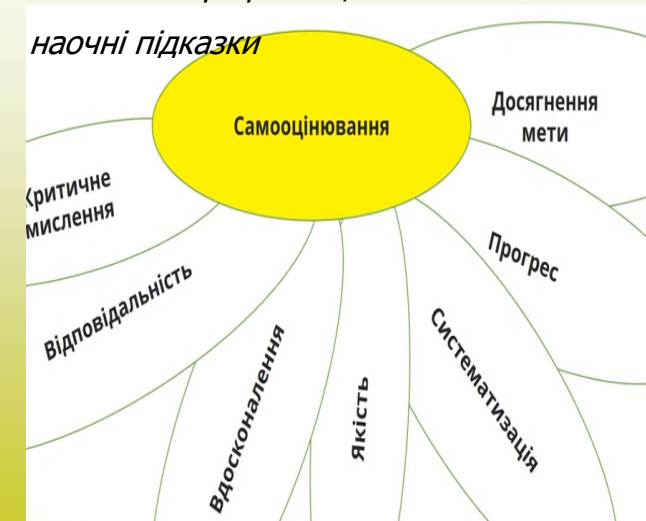 наочні підказки
Самооцінювання
Досягнення
мети
Критичне
мислення
Прогрес
Відповідальність
Систематизація
Вдосконалення
Якість